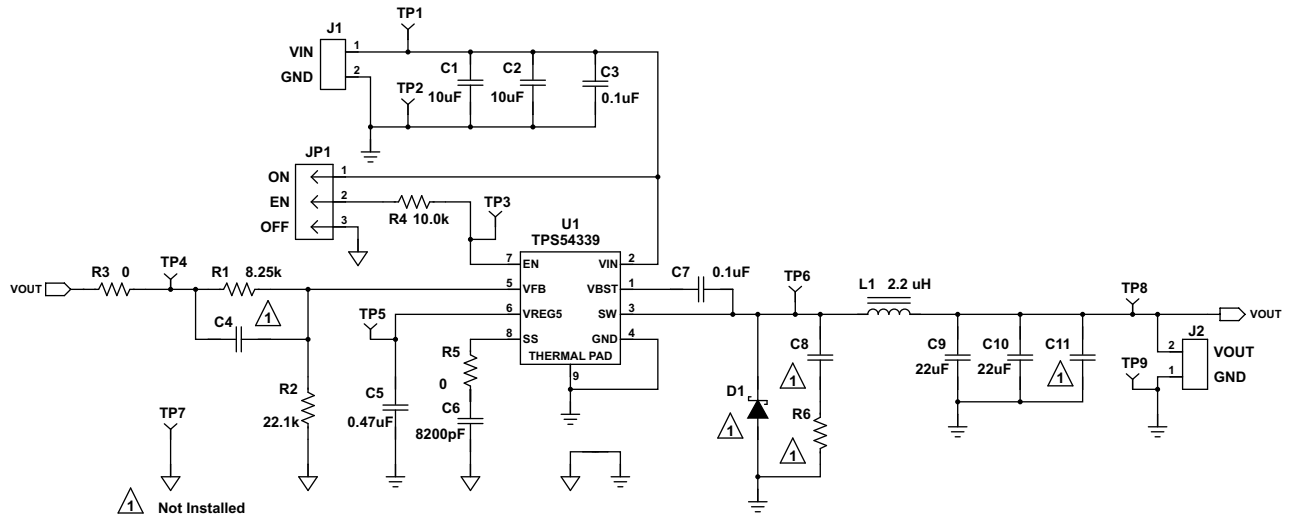 TP1
J1
VIN 1
GND 2
C1
10uF
C2
10uF
C3
0.1uF
TP2
JP1
ON 1
EN 2
OFF 3
R4 10.0k
TP3
U1
TPS54339
7 EN
5 VFB
6 VREG5
8 SS
VIN 2
VBST 1
SW 3
GND 4
THERMAL PAD
9
VOUT
R3 0
TP4
R1 8.25k
1
C4
TP5
R5
0
C6
8200pF
C5
0.47uF
R2
22.1k
TP7
C7
0.1uF
TP6
L1 2.2 uH
TP8
VOUT
J2
2 VOUT
1 GND
TP9
C8
1
D1
1
R6
1
C9
22uF
C10
22uF
C11
1
1 Not Installed